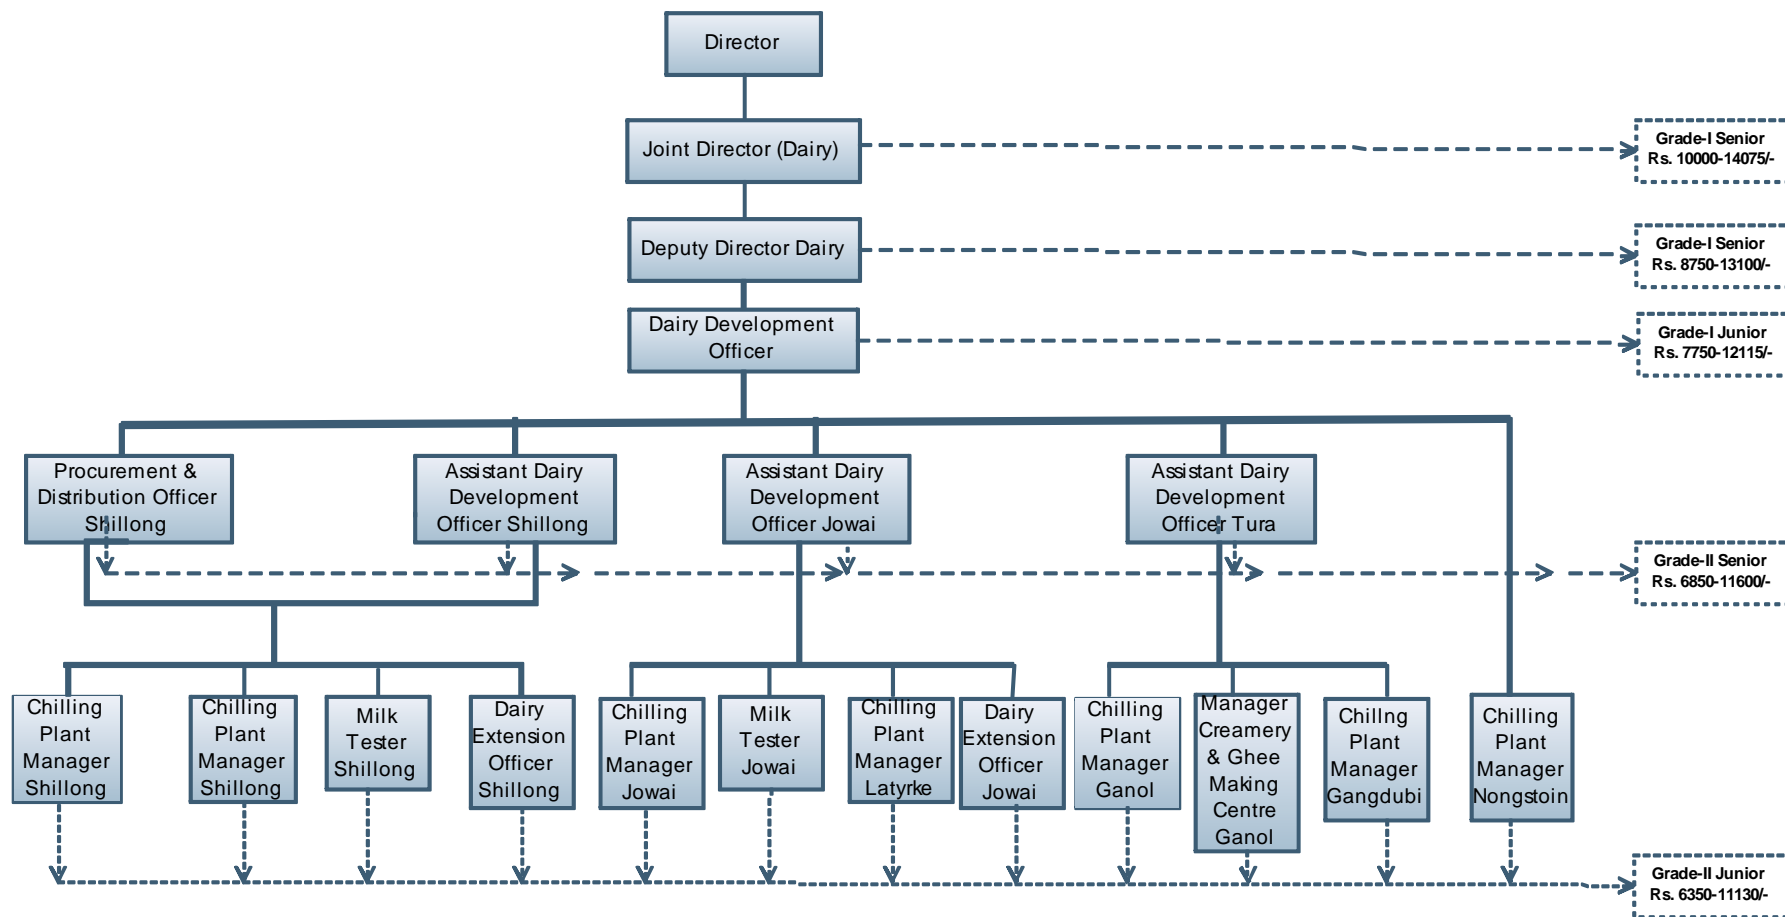 Director
Joint Director (Dairy)
Grade-I Senior
Rs. 10000-14075/-
Deputy Director Dairy
Grade-I Senior
Rs. 8750-13100/-
Dairy Development
Officer
Grade-I Junior
Rs. 7750-12115/-
Procurement &
Distribution Officer
Shillong
Assistant Dairy
Development
Officer Shillong
Assistant Dairy
Development
Officer Jowai
Assistant Dairy
Development
Officer Tura
Grade-II Senior
Rs. 6850-11600/-
Chilling
Plant
Manager
Shillong
Chilling
Plant
Manager
Shillong
Milk
Tester
Shillong
Dairy
Extension
Officer
Shillong
Chilling
Plant
Manager
Jowai
Milk
Tester
Jowai
Chilling
Plant
Manager
Latyrke
Dairy
Extension
Officer
Jowai
Chilling
Plant
Manager
Ganol
Manager
Creamery
& Ghee
Making
Centre
Ganol
Chillng
Plant
Manager
Gangdubi
Chilling
Plant
Manager
Nongstoin
Grade-II Junior
Rs. 6350-11130/-